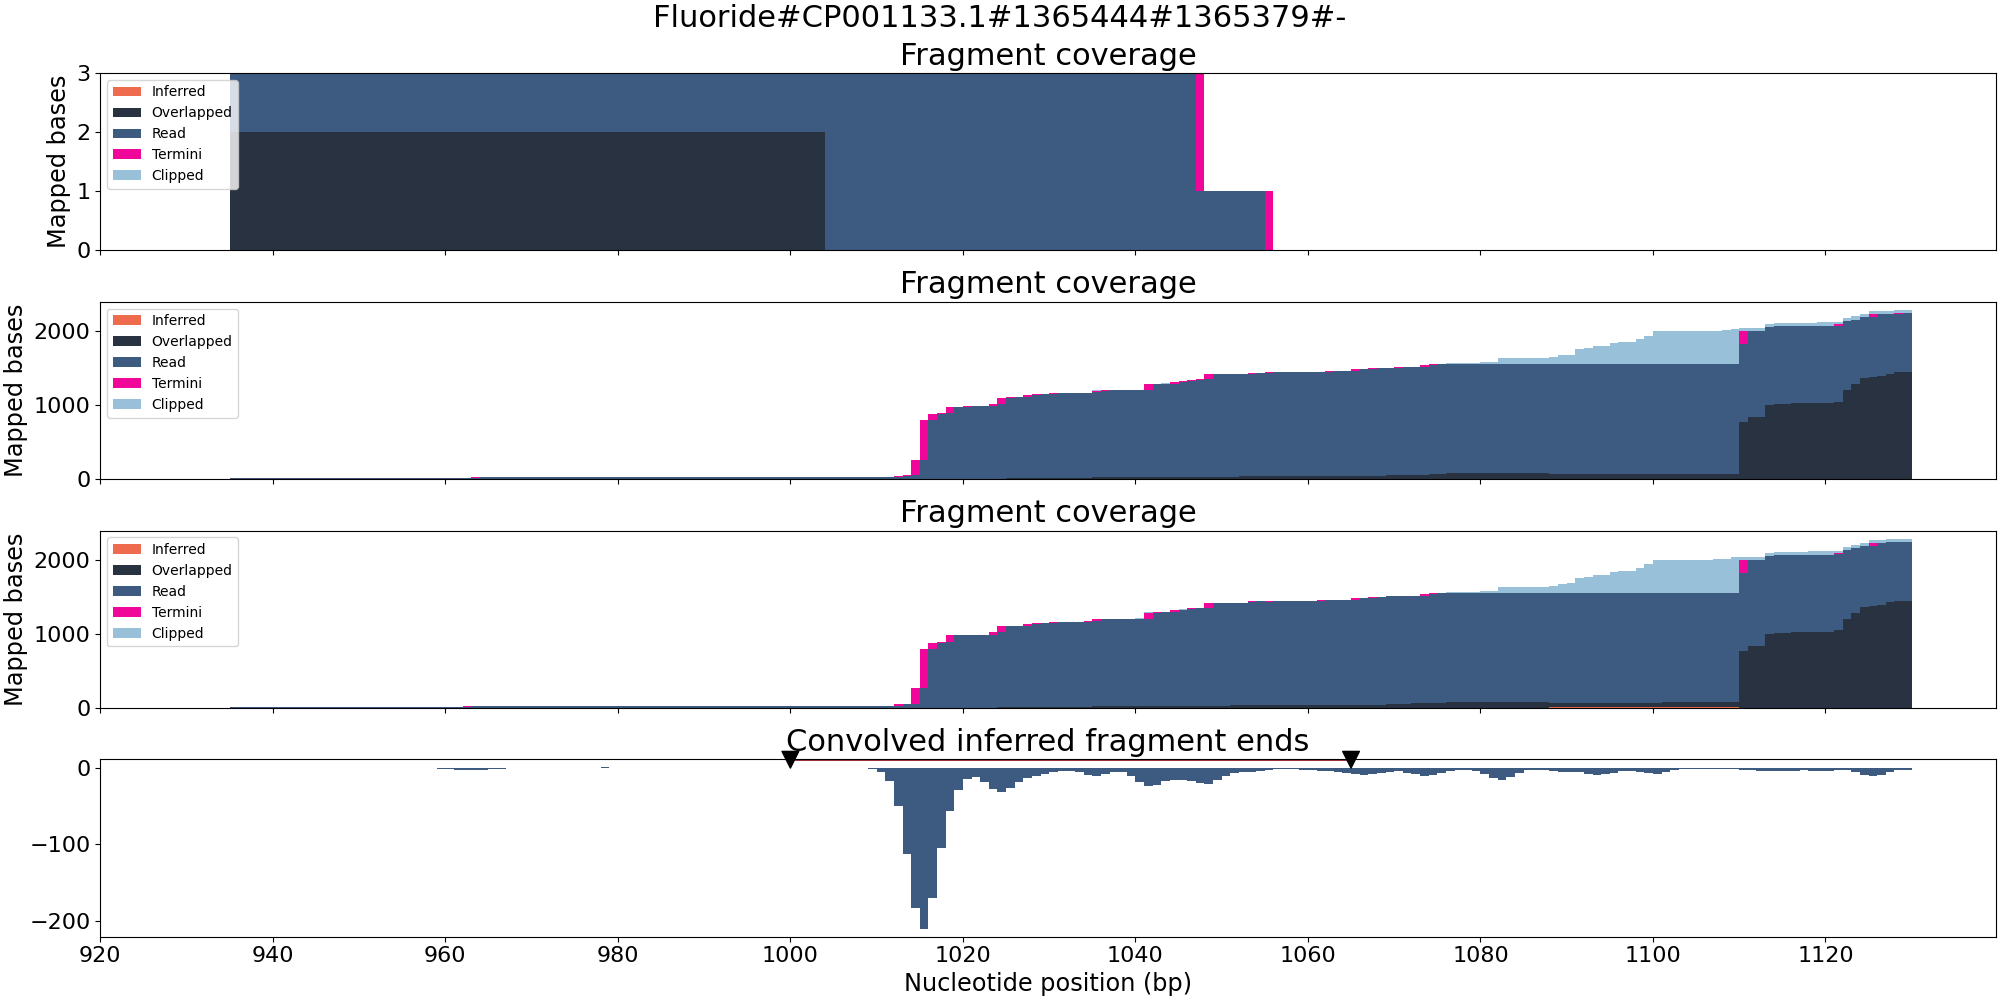 Fluoride#CP001133.1#1365444#1365379#-
Fragment coverage
Mapped bases
3
2
1
0
Inferred
Overlapped
Read
Termini
Clipped
Fragment coverage
Mapped bases
2000
1000
0
Inferred
Overlapped
Read
Termini
Clipped
Fragment coverage
Mapped bases
2000
1000
0
Inferred
Overlapped
Read
Termini
Clipped
Convolved inferred fragment ends
0
−100
−200
920 940 960 980 1000 1020 1040 1060 1080 1100 1120
Nucleotide position (bp)